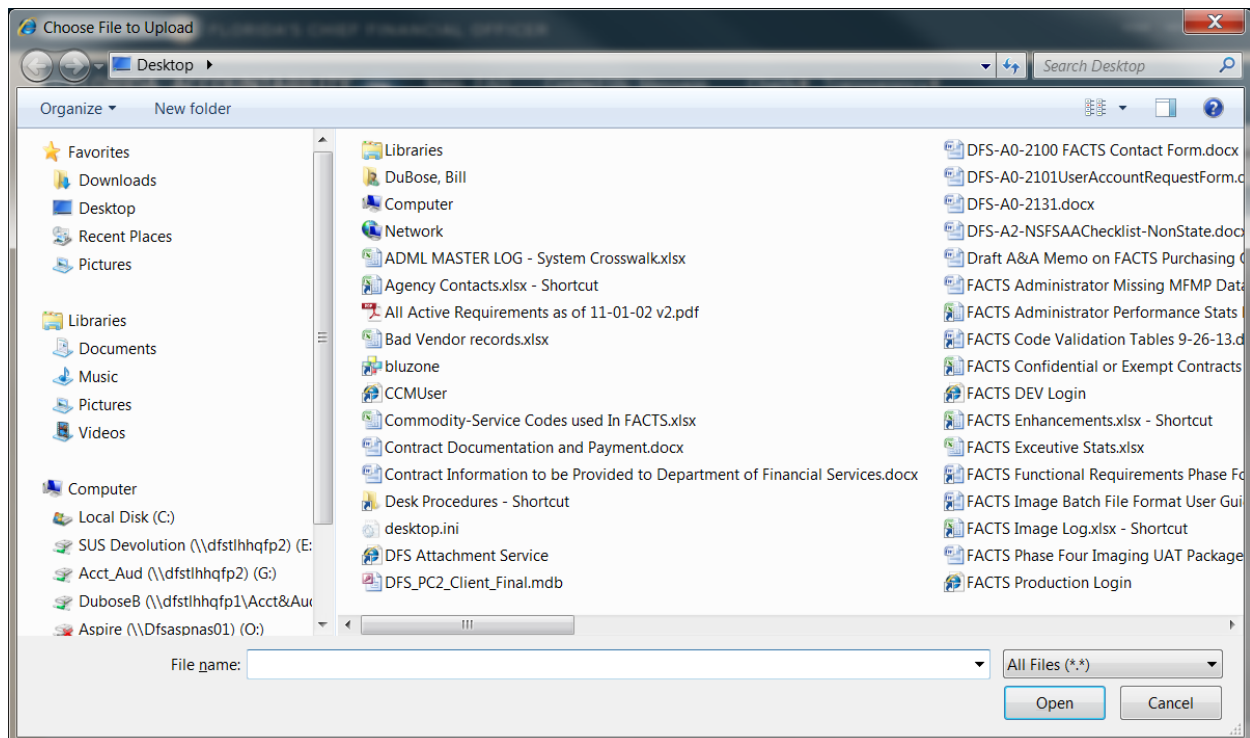 Choose File to Upload
FLORIDA'S CHIEF FINANCIAL OFFICER
Desktop
Search Desktop
Organize
New folder
Favorites
Downloads
Desktop
Recent Places
Pictures
Libraries
Documents
Music
Pictures
Videos
Computer
Local Disk (C:)
SUS Devolution (\\dfstlhhqfp2) (E:
Acct_Aud (\\dfstlhhqfp2) (G:)
DuboseB (\\dfstlhhqfp1\Acct&Au
Aspire (\\Dfsaspnas01) (O:)
Libraries
DuBose, Bill
Computer
Network
ADML MASTER LOG - System Crosswalk.xlsx
Agency Contacts.xlsx - Shortcut
All Active Requirements as of 11-01-02 v2.pdf
Bad Vendor records.xlsx
bluzone
CCMUser
Commodity-Service Codes used In FACTS.xlsx
Contract Documentation and Payment.docx
Contract Information to be Provided to Department of Financial Services.docx
Desk Procedures - Shortcut
desktop.ini
DFS Attachment Service
DFS_PC2_Client_Final.mdb
DFS-A0-2100 FACTS Contact Form.docx
DFS-A0-2101UserAccountRequestForm.c
DFS-A0-2131.docx
DFS-A2-NSFSAAChecklist-NonState.docx
Draft A&A Memo on FACTS Purchasing
FACTS Administrator Missing MFMP Data
FACTS Administrator Performance Stats
FACTS Code Validation Tables 9-26-13.d
FACTS Confidential or Exempt Contracts
FACTS DEV Login
FACTS Enhancements.xlsx - Shortcut
FACTS Exceutive Stats.xlsx
FACTS Functional Requirements Phase Fo
FACTS Image Batch File Format User Gui
FACTS Image Log.xlsx - Shortcut
FACTS Phase Four Imaging UAT Package
FACTS Production Login
File name:
All Files (*.*)
Open
Cancel